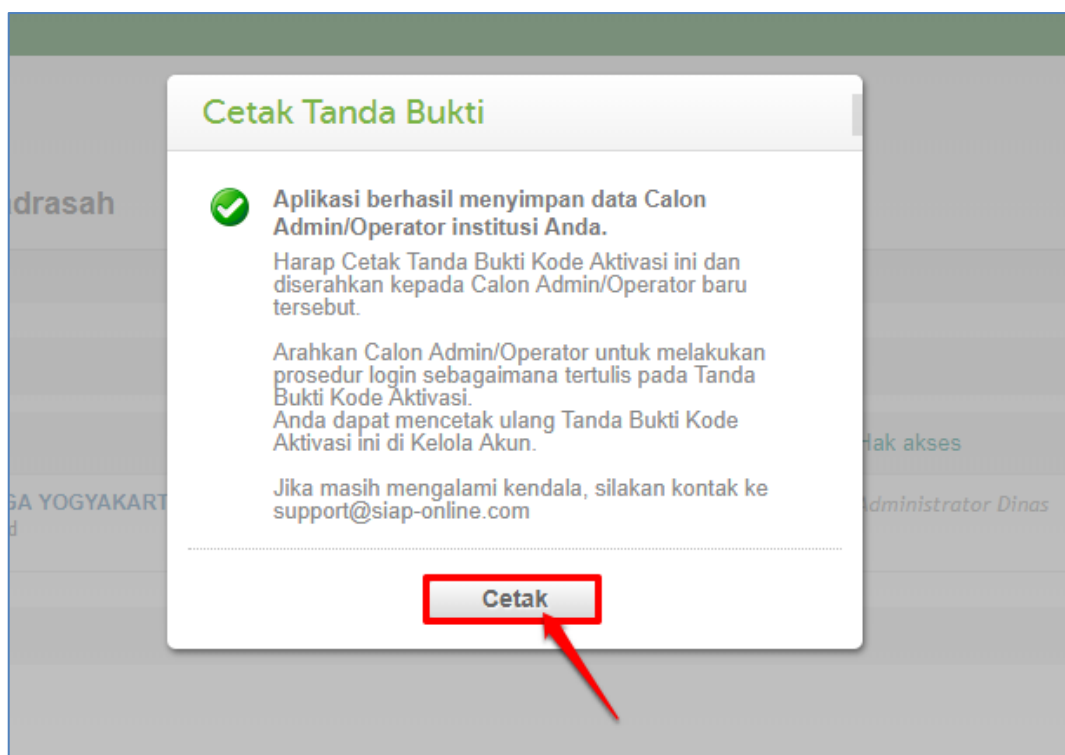 Cetak Tanda Bukti
drasah
Aplikasi berhasil menyimpan data Calon
Admin/Operator institusi Anda.
Harap Cetak Tanda Bukti Kode Aktivasi ini dan
diserahkan kepada Calon Admin/Operator baru
tersebut.
Arahkan Calon Admin/Operator untuk melakukan
prosedur login sebagaimana tertulis pada Tanda
Bukti Kode Aktivasi.
Anda dapat mencetak ulang Tanda Bukti Kode
Aktivasi ini di Kelola Akun.
Hak akses
Jika masih mengalami kendala, silakan kontak ke
support@siap-online.com
GA YOGYAKART
d
Administrator Dinas
Cetak